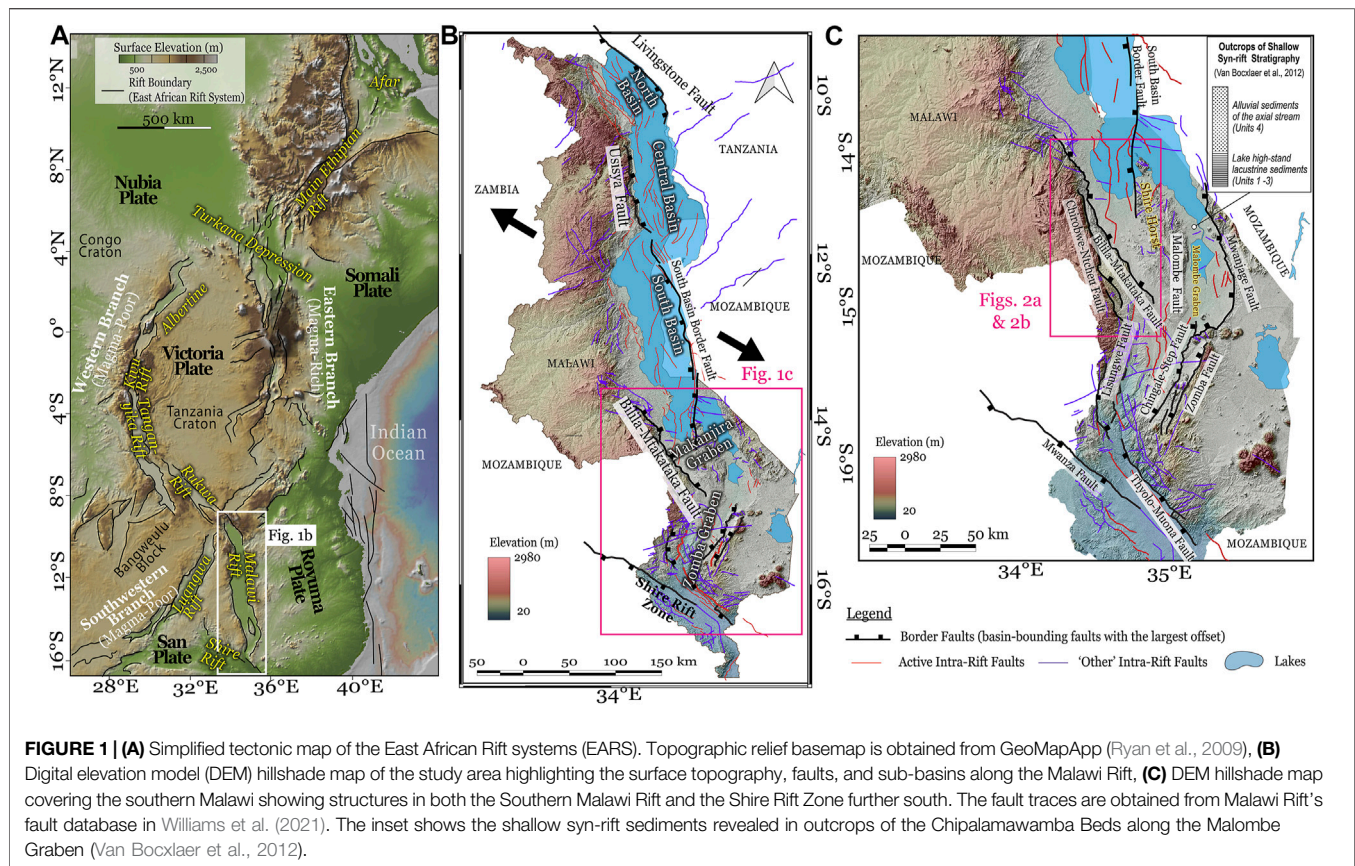 A
Surface Elevation (m)
500 2,500
Rift Boundary
(East African Rift System)
500 km
12°N
8°N
4°N
0°
4°S
8°S
12°S
16°S
28°E 32°E 36°E 40°E
Afar
Main Ethiopian
Rift
Nubia
Plate
Turkana Depression
Congo
Craton
Somali
Plate
Western Branch
(Magma-Poor)
Albertine
Eastern Branch
(Magma-Rich)
Victoria
Plate
Kivu
Rift
Tangan-
yika Rift
Tanzania
Craton
Indian
Ocean
Rukwa
Rift
Fig. 1b
Bangweulu
Block
Malawi
Rift
Rovuma
Plate
Luangwa
Rift
Southwestern
Branch
(Magma-Poor)
San
Plate
Shire
Rift
B
Livingstone Fault
North
Basin
10°S
TANZANIA
Usisya Fault
Central Basin
ZAMBIA
12°S
South Basin
South Basin Border Fault
MOZAMBIQUE
MALAWI
Fig. 1c
14°S
Bilila-Mtakataka Fault
Makanjira
Graben
MOZAMBIQUE
Elevation (m)
2980
20
Zomba Graben
16°S
Shire Rift
Zone
50 0 50 100 150 km
34°E
C
South Basin
Border Fault
Outcrops of Shallow
Syn-rift Stratigraphy
(Van Bocxlaer et al., 2012)
Alluvial sediments
of the axial stream
(Units 4)
Lake high-stand
lacustrine sediments
(Units 1 -3)
MALAWI
14°S
Shire Horst
Chirobwe-Ncheu Fault
Bilila-Mtakataka Fault
Malombe Fault
Malombe Graben
Mwanjage Fault
MOZAMBIQUE
MOZAMBIQUE
Figs. 2a
& 2b
15°S
Lisungwe Fault
Chingale-Step Fault
Zomba Fault
Elevation (m)
2980
20
16°S
Mwanza Fault
Thyolo-Muona Fault
MOZAMBIQUE
25 0 25 50 km
34°E 35°E
Legend
Border Faults (basin-bounding faults with the largest offset)
Active Intra-Rift Faults 'Other' Intra-Rift Faults Lakes
FIGURE 1 | (A) Simplified tectonic map of the East African Rift systems (EARS). Topographic relief basemap is obtained from GeoMapApp (Ryan et al., 2009), (B)
Digital elevation model (DEM) hillshade map of the study area highlighting the surface topography, faults, and sub-basins along the Malawi Rift, (C) DEM hillshade map
covering the southern Malawi showing structures in both the Southern Malawi Rift and the Shire Rift Zone further south. The fault traces are obtained from Malawi Rift's
fault database in Williams et al. (2021). The inset shows the shallow syn-rift sediments revealed in outcrops of the Chipalamawamba Beds along the Malombe
Graben (Van Bocxlaer et al., 2012).